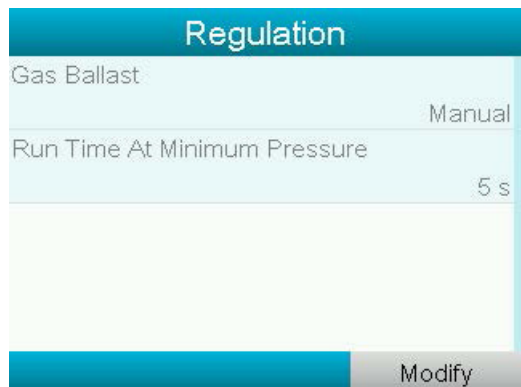 Regulation
Gas Ballast
Manual
Run Time At Minimum Pressure
5 s
Modify